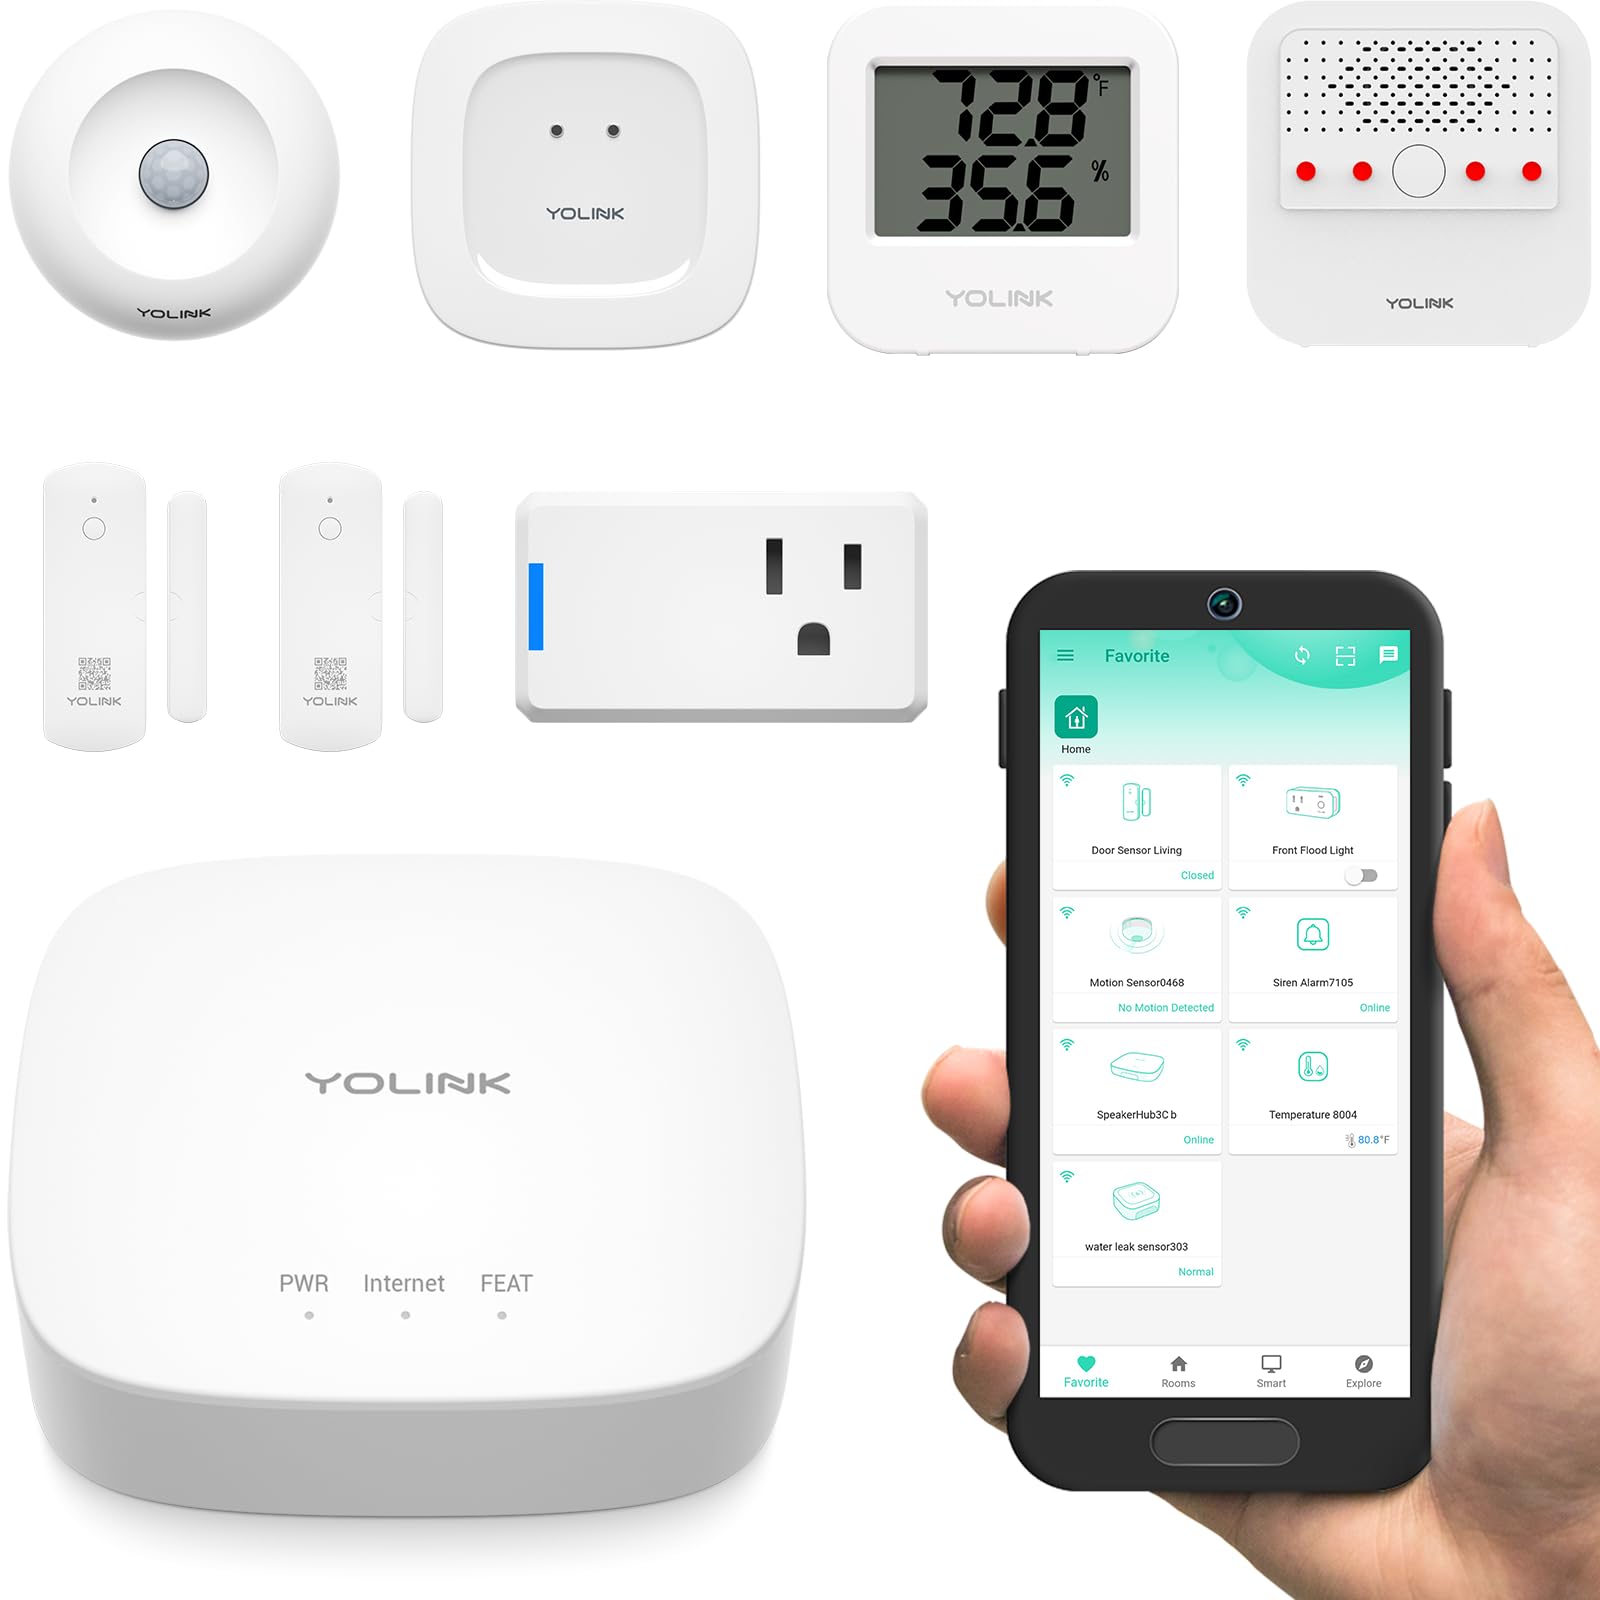 YOLINK
YOLINK
72.8°F
35.6%
YOLINK
YOLINK
YOLINK
YOLINK
Favorite
Home
Door Sensor Living
Closed
Front Flood Light
Motion Sensor0468
No Motion Detected
Siren Alarm7105
Online
SpeakerHub3C b
Online
Temperature 8004
80.8°F
water leak sensor303
Normal
Favorite
Rooms
Smart
Explore
YOLINK
PWR Internet FEAT